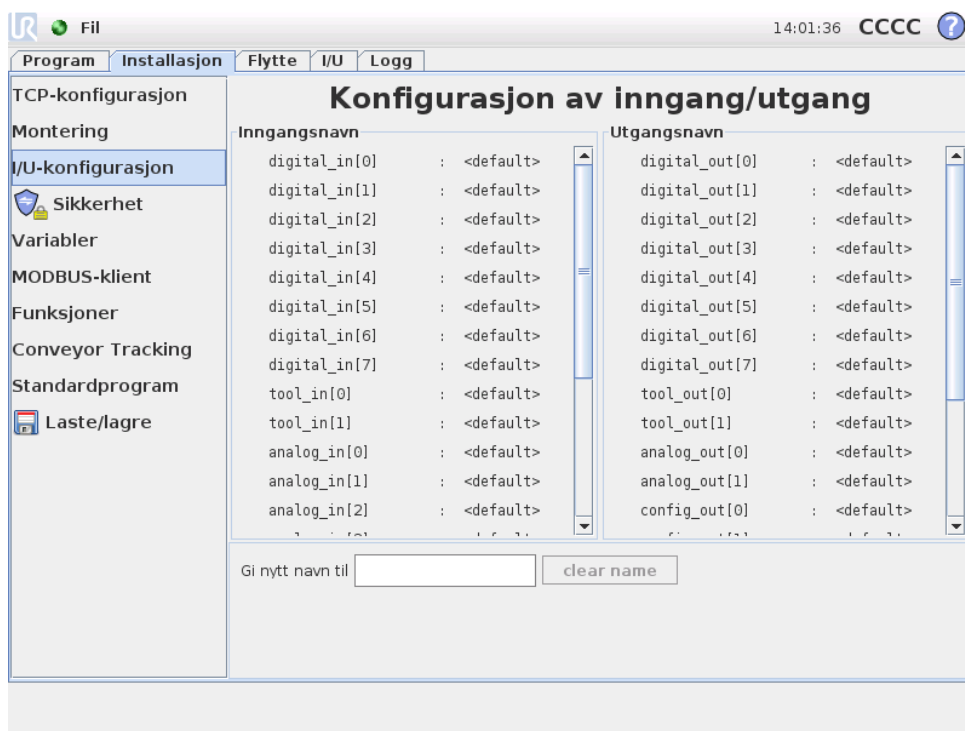 UR Fil 14:01:36 CCCC ?
Program Installasjon Flytte I/U Logg
TCP-konfigurasjon
Montering
I/U-konfigurasjon
Sikkerhet
Variabler
MODBUS-klient
Funksjoner
Conveyor Tracking
Standardprogram
Laste/lagre
Konfigurasjon av inngang/utgang
Inngangsnavn
digital_in[0] : <default>
digital_in[1] : <default>
digital_in[2] : <default>
digital_in[3] : <default>
digital_in[4] : <default>
digital_in[5] : <default>
digital_in[6] : <default>
digital_in[7] : <default>
tool_in[0] : <default>
tool_in[1] : <default>
analog_in[0] : <default>
analog_in[1] : <default>
analog_in[2] : <default>
Utgangsnavn
digital_out[0] : <default>
digital_out[1] : <default>
digital_out[2] : <default>
digital_out[3] : <default>
digital_out[4] : <default>
digital_out[5] : <default>
digital_out[6] : <default>
digital_out[7] : <default>
tool_out[0] : <default>
tool_out[1] : <default>
analog_out[0] : <default>
analog_out[1] : <default>
config_out[0] : <default>
Gi nytt navn til
clear name